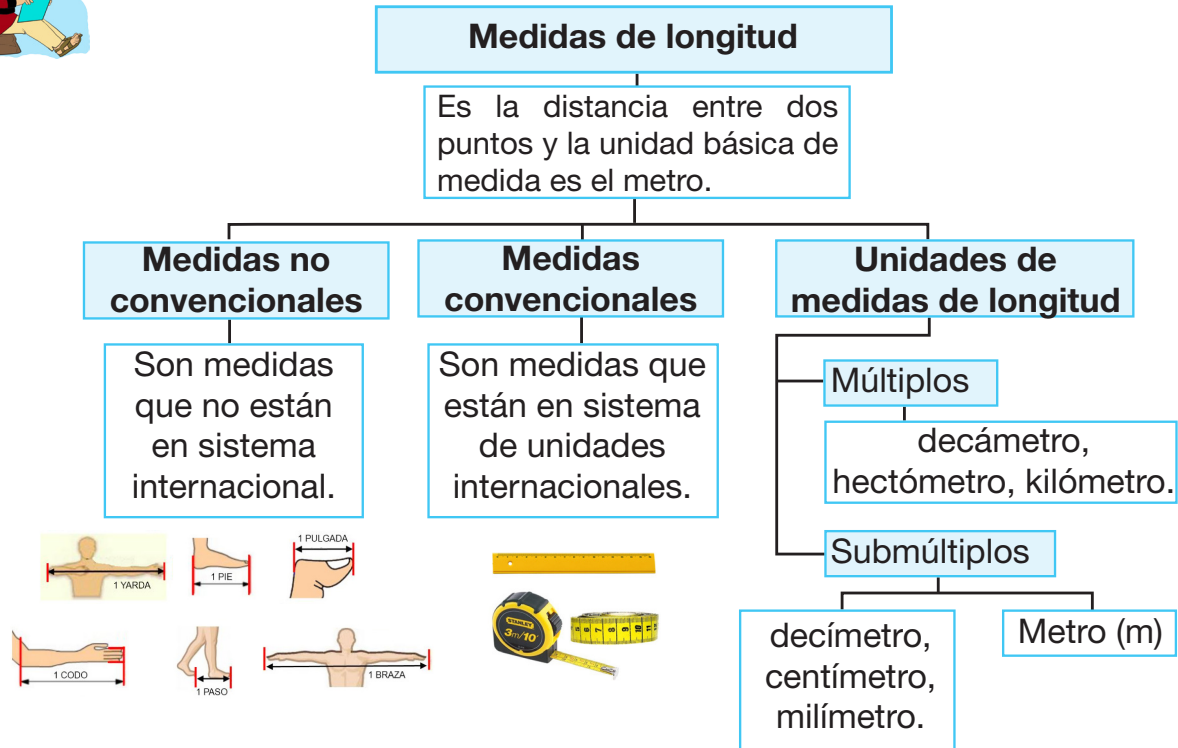 Medidas de longitud
Es la distancia entre dos
puntos y la unidad básica de
medida es el metro.
Medidas no
convencionales
Son medidas
que no están
en sistema
internacional.
1 YARDA
1 PIE
1 PULGADA
1 CODO
1 PASO
1 BRAZA
Medidas
convencionales
Son medidas que
están en sistema
de unidades
internacionales.
STANLEY
3m/10'
Unidades de
medidas de longitud
Múltiplos
decámetro,
hectómetro, kilómetro.
Submúltiplos
decímetro,
centímetro,
milímetro.
Metro (m)